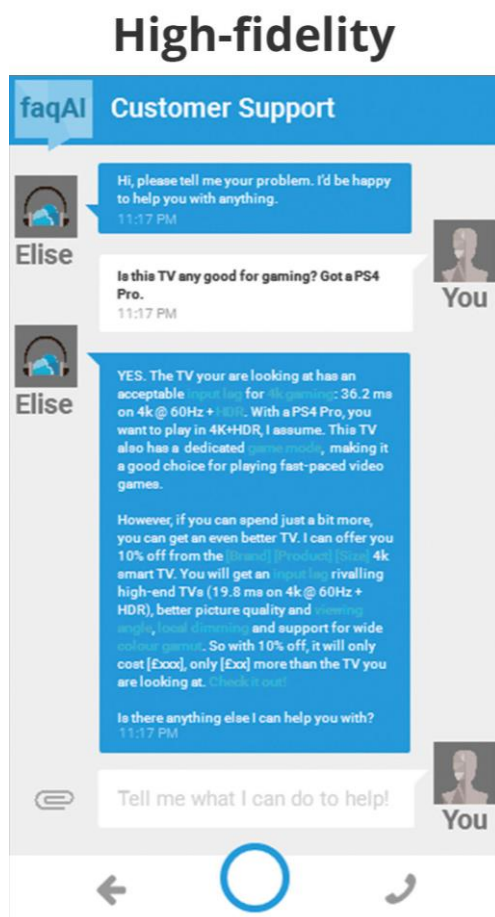 High-fidelity
faqAI Customer Support
Hi, please tell me your problem. I'd be happy
to help you with anything.
11:17 PM
Elise
Is this TV any good for gaming? Got a PS4
Pro.
11:17 PM
You
Elise
YES. The TV your are looking at has an
acceptable input lag for 4k gaming: 36.2 ms
on 4k @ 60Hz + HDR. With a PS4 Pro, you
want to play in 4K+HDR, I assume. This TV
also has a dedicated game mode, making it
a good choice for playing fast-paced video
games.
However, if you can spend just a bit more,
you can get an even better TV. I can offer you
10% off from the [Brand] [Product] [Size] 4k
smart TV. You will get an input lag rivalling
high-end TVs (19.8 ms on 4k @ 60Hz +
HDR), better picture quality and viewing
angle, local dimming and support for wide
colour gamut. So with 10% off, it will only
cost [£xxx], only [£xx] more than the TV you
are looking at. Check it out!
Is there anything else I can help you with?
11:17 PM
Tell me what I can do to help!
You